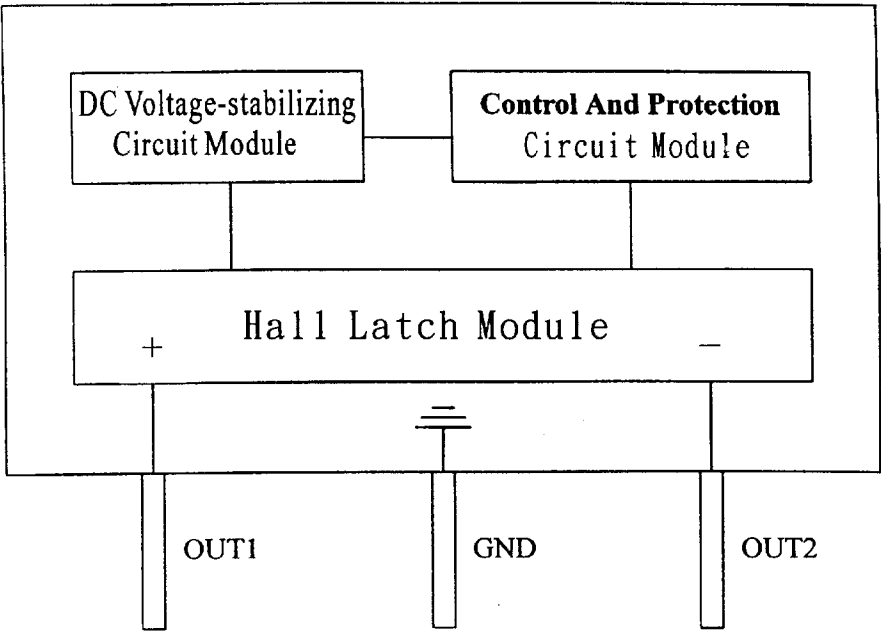 DC Voltage-stabilizing
Circuit Module
Control And Protection
Circuit Module
Hall Latch Module
+
−
OUT1
GND
OUT2